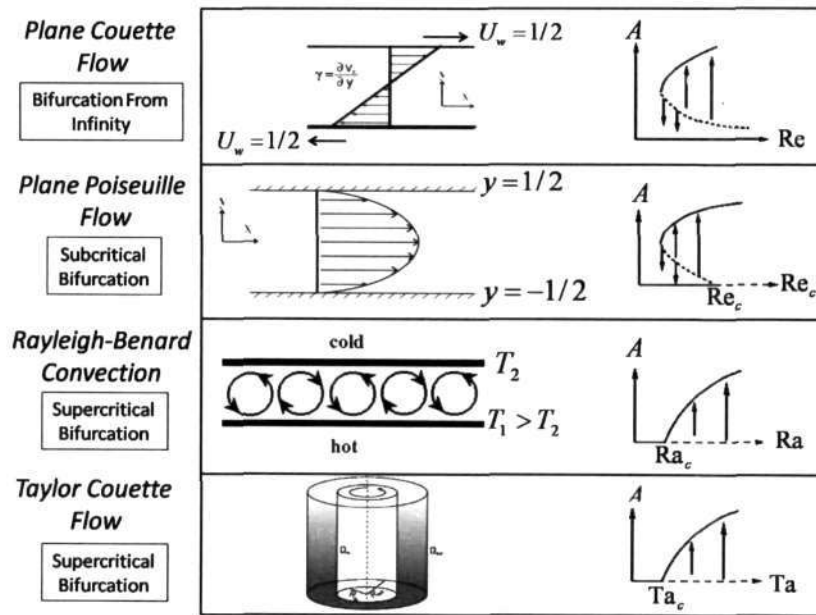 Plane Couette
Flow
Bifurcation From
Infinity
U_w = 1/2
γ = ∂v_x/∂y
y
x
U_w = 1/2
A
Re
Plane Poiseuille
Flow
Subcritical
Bifurcation
y
x
y = 1/2
y = −1/2
A
Re_c
Re_c
Rayleigh-Benard
Convection
Supercritical
Bifurcation
cold
T_2
T_1 > T_2
hot
A
Ra_c
Ra
Taylor Couette
Flow
Supercritical
Bifurcation
A
Ta_c
Ta